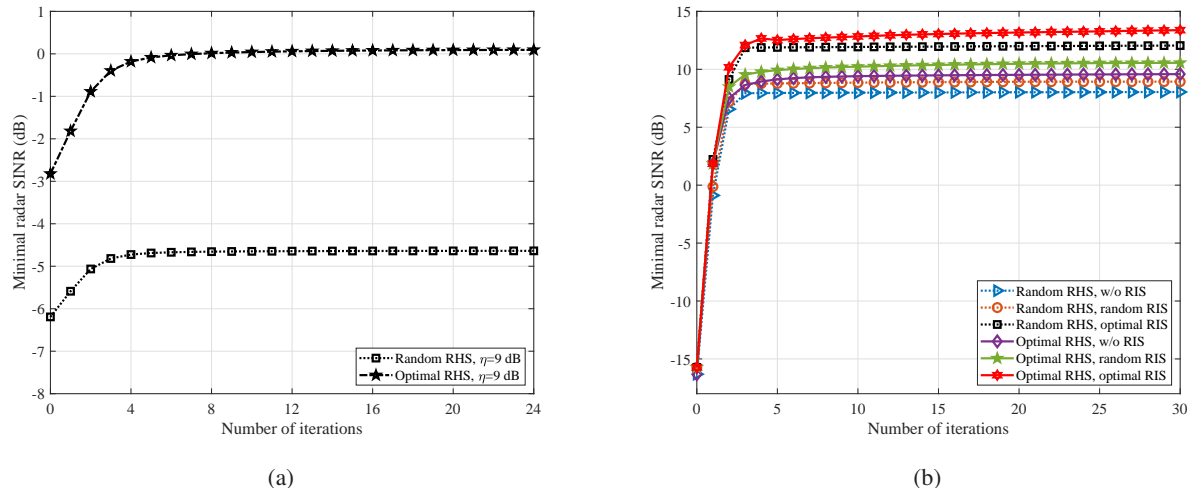 1
0
-1
-2
-3
-4
-5
-6
-7
-8
Minimal radar SINR (dB)
Random RHS, η=9 dB
Optimal RHS, η=9 dB
0 4 8 12 16 20 24
Number of iterations
(a)
15
10
5
0
-5
-10
-15
Minimal radar SINR (dB)
Random RHS, w/o RIS
Random RHS, random RIS
Random RHS, optimal RIS
Optimal RHS, w/o RIS
Optimal RHS, random RIS
Optimal RHS, optimal RIS
0 5 10 15 20 25 30
Number of iterations
(b)